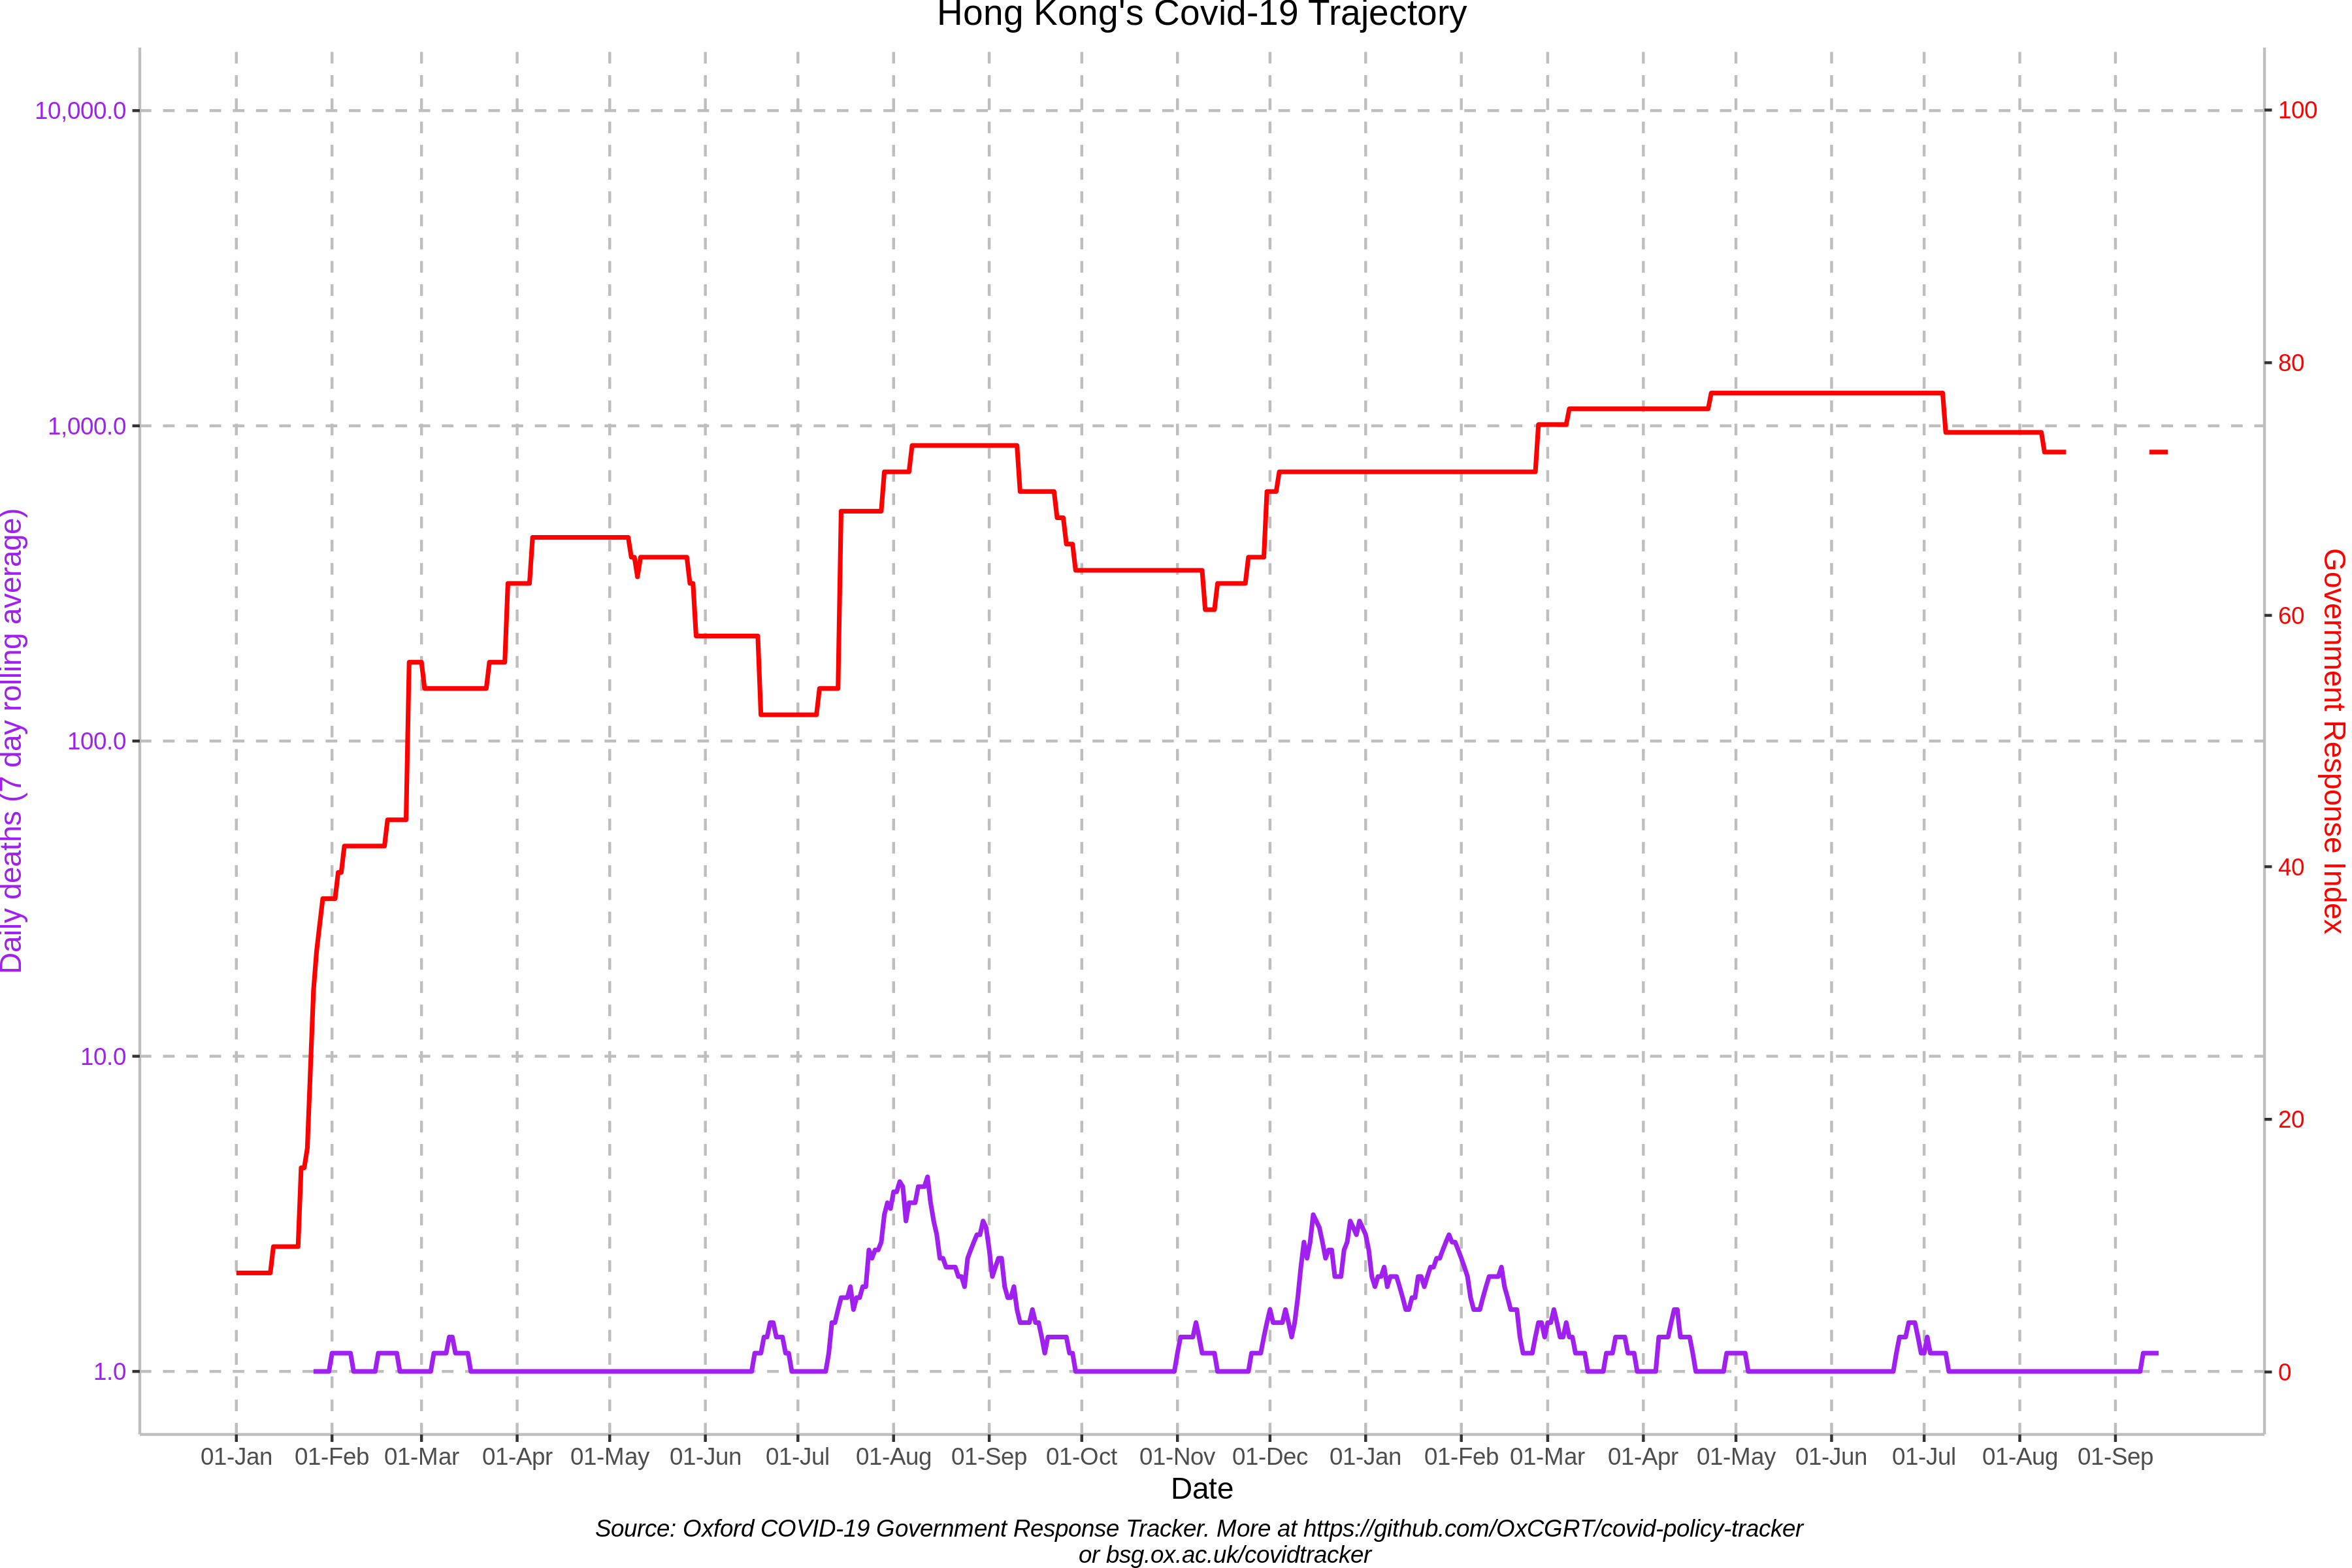 Hong Kong's Covid-19 Trajectory
10,000.0
1,000.0
100.0
10.0
1.0
Daily deaths (7 day rolling average)
100
80
60
40
20
0
Government Response Index
01-Jan 01-Feb 01-Mar 01-Apr 01-May 01-Jun 01-Jul 01-Aug 01-Sep 01-Oct 01-Nov 01-Dec 01-Jan 01-Feb 01-Mar 01-Apr 01-May 01-Jun 01-Jul 01-Aug 01-Sep
Date
Source: Oxford COVID-19 Government Response Tracker. More at https://github.com/OxCGRT/covid-policy-tracker
or bsg.ox.ac.uk/covidtracker